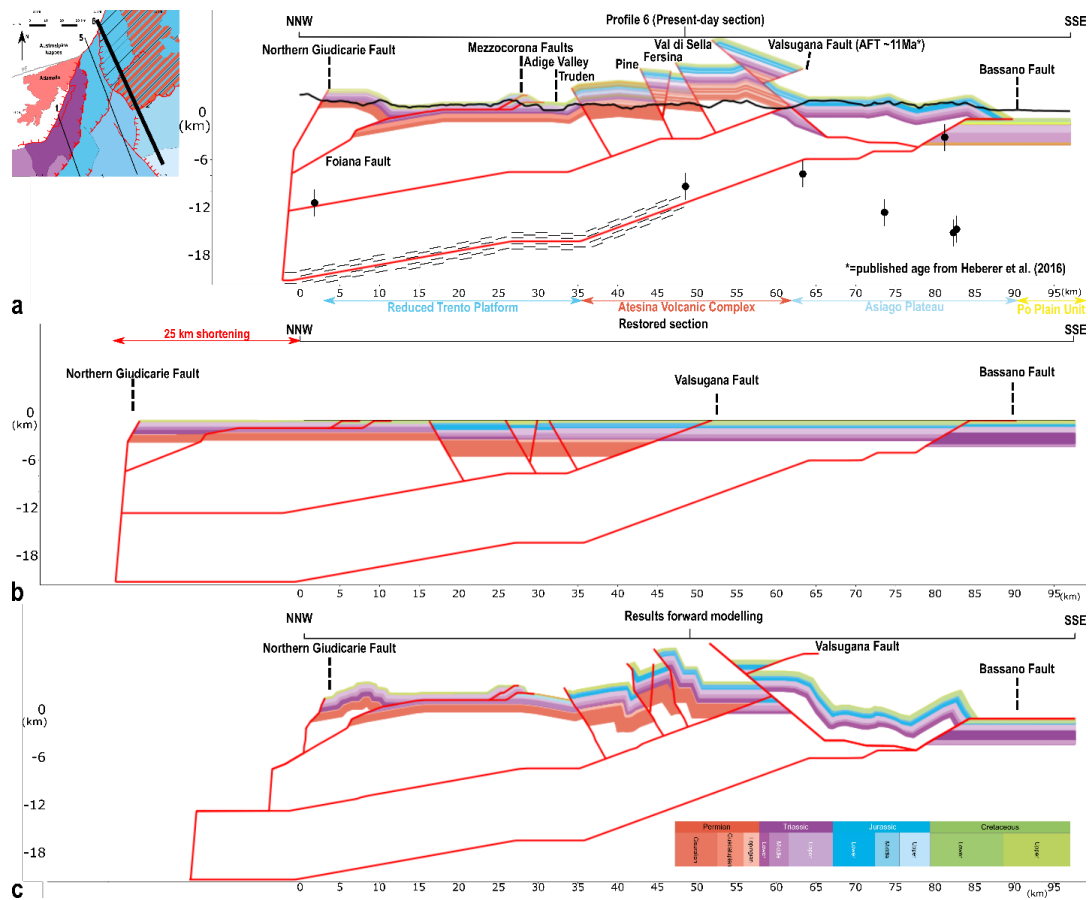 NNW
Profile 6 (Present-day section)
SSE
Northern Giudicarie Fault
Mezzocorona Faults
Adige Valley
Truden
Pine
Fersina
Val di Sella
Valsugana Fault (AFT ~11Ma*)
Bassano Fault
N
5
6
Austroalpine
Nappes
Adamello
0
(km)
-6
-12
-18
Foiana Fault
*=published age from Heberer et al. (2016)
0 5 10 15 20 25 30 35 40 45 50 55 60 65 70 75 80 85 90 95 (km)
Reduced Trento Platform
Atesina Volcanic Complex
Asiago Plateau
Po Plain Unit
a
25 km shortening
NNW
Restored section
SSE
Northern Giudicarie Fault
Valsugana Fault
Bassano Fault
0
(km)
-6
-12
-18
0 5 10 15 20 25 30 35 40 45 50 55 60 65 70 75 80 85 90 95 (km)
b
NNW
Results forward modelling
SSE
Northern Giudicarie Fault
Valsugana Fault
Bassano Fault
0
(km)
-6
-12
-18
Permian
Triassic
Jurassic
Cretaceous
Cisuralian
Guadalupian
Lopingian
Lower
Middle
Upper
Lower
Middle
Upper
Lower
Upper
0 5 10 15 20 25 30 35 40 45 50 55 60 65 70 75 80 85 90 95 (km)
c